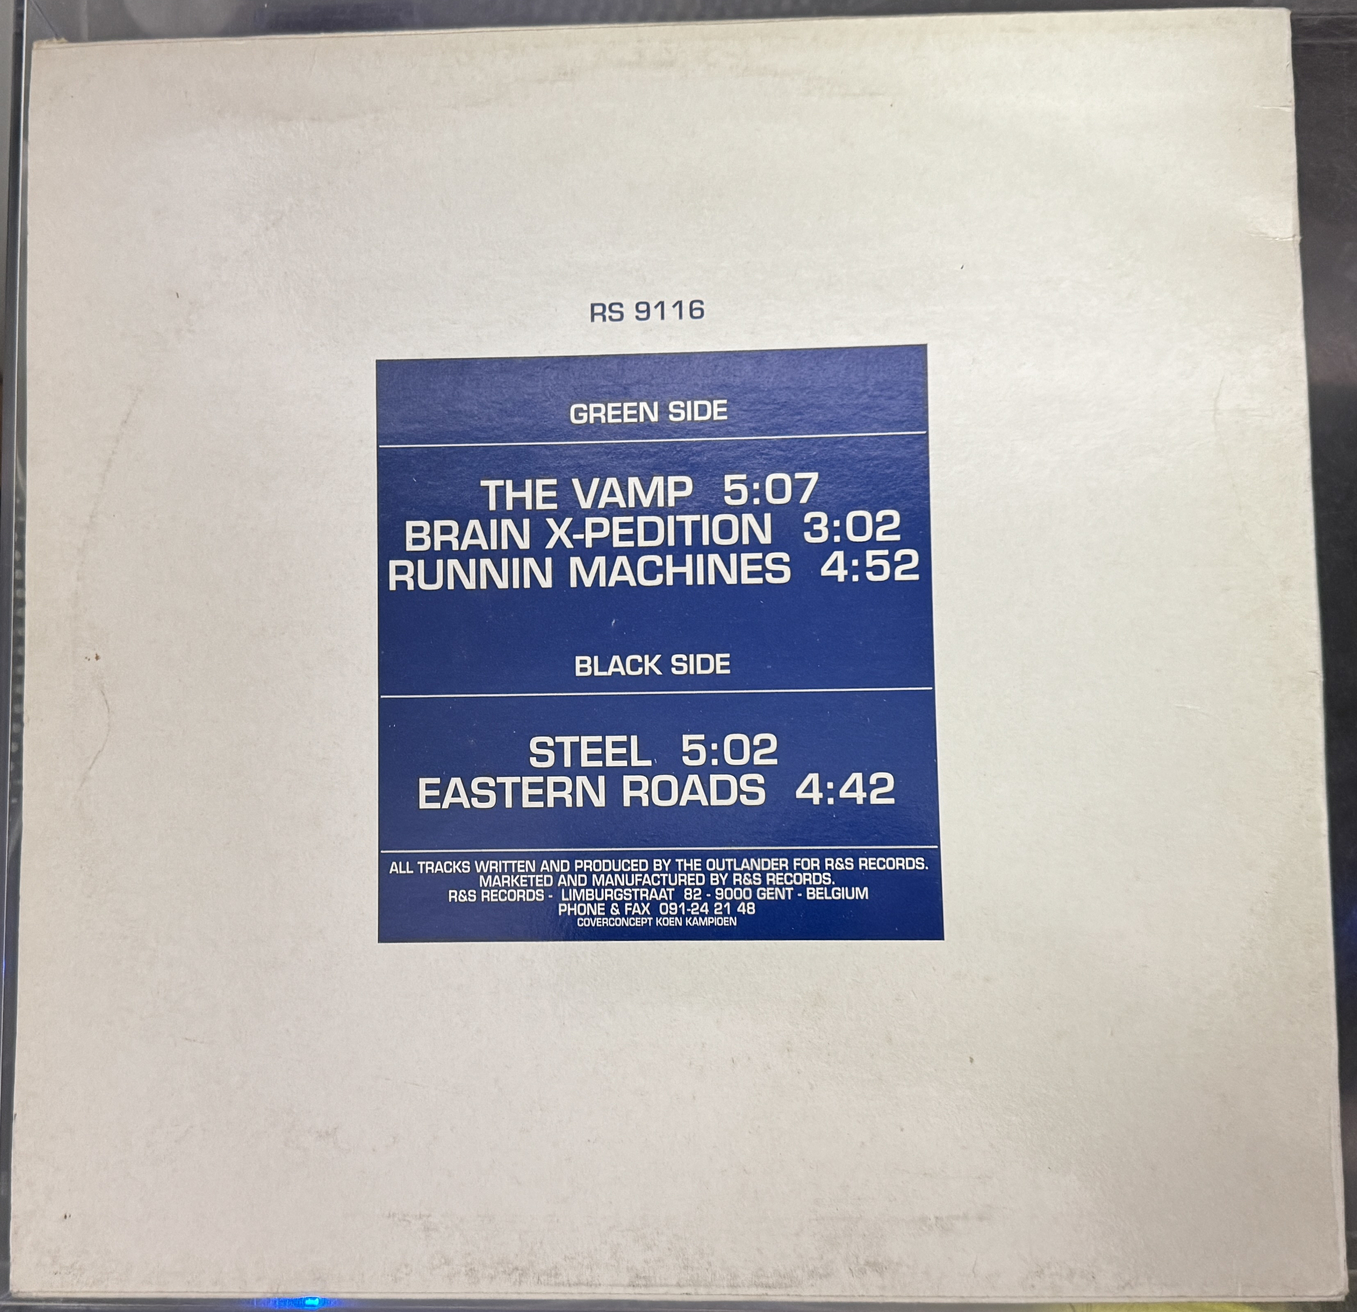 RS 9116
GREEN SIDE
THE VAMP 5:07
BRAIN X-PEDITION 3:02
RUNNIN MACHINES 4:52
BLACK SIDE
STEEL 5:02
EASTERN ROADS 4:42
ALL TRACKS WRITTEN AND PRODUCED BY THE OUTLANDER FOR R&S RECORDS.
MARKETED AND MANUFACTURED BY R&S RECORDS.
R&S RECORDS - LIMBURGSTRAAT 82 - 9000 GENT - BELGIUM
PHONE & FAX 091-24 21 48
COVERCONCEPT KOEN KAMPIOEN